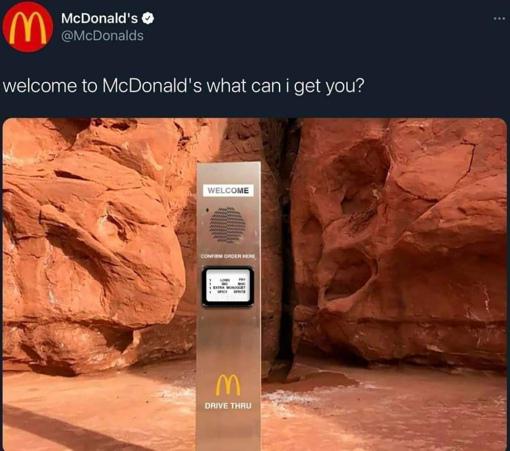 McDonald's
@McDonalds
welcome to McDonald's what can i get you?
WELCOME
CONFIRM ORDER HERE
DRIVE THRU